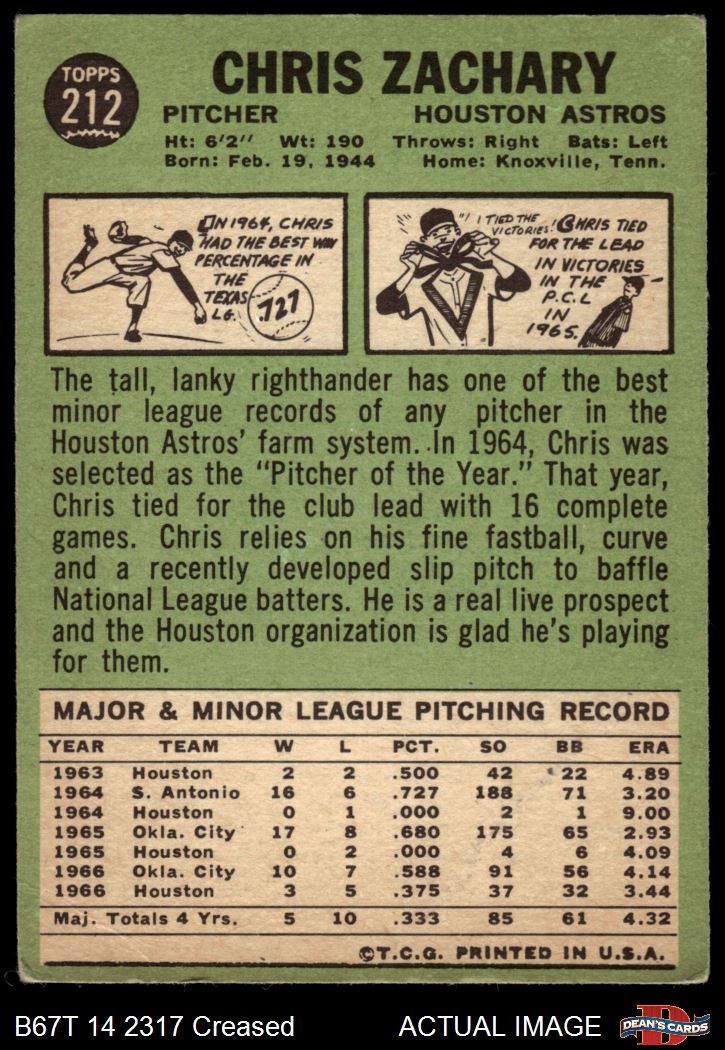 TOPPS
212
CHRIS ZACHARY
PITCHER HOUSTON ASTROS
Ht: 6'2" Wt: 190 Throws: Right Bats: Left
Born: Feb. 19, 1944 Home: Knoxville, Tenn.
IN 1964, CHRIS
HAD THE BEST WIN
PERCENTAGE IN
THE
TEXAS
LG.
.727
"I TIED THE
VICTORIES!"
CHRIS TIED
FOR THE LEAD
IN VICTORIES
IN THE
P.C.L
IN
1965.
The tall, lanky righthander has one of the best
minor league records of any pitcher in the
Houston Astros' farm system. In 1964, Chris was
selected as the "Pitcher of the Year." That year,
Chris tied for the club lead with 16 complete
games. Chris relies on his fine fastball, curve
and a recently developed slip pitch to baffle
National League batters. He is a real live prospect
and the Houston organization is glad he's playing
for them.
MAJOR & MINOR LEAGUE PITCHING RECORD
YEAR TEAM W L PCT. SO BB ERA
1963 Houston 2 2 .500 42 22 4.89
1964 S. Antonio 16 6 .727 188 71 3.20
1964 Houston 0 1 .000 2 1 9.00
1965 Okla. City 17 8 .680 175 65 2.93
1965 Houston 0 2 .000 4 6 4.09
1966 Okla. City 10 7 .588 91 56 4.14
1966 Houston 3 5 .375 37 32 3.44
Maj. Totals 4 Yrs. 5 10 .333 85 61 4.32
©T.C.G. PRINTED IN U.S.A.
B67T 14 2317 Creased ACTUAL IMAGE
D
DEAN'S CARDS